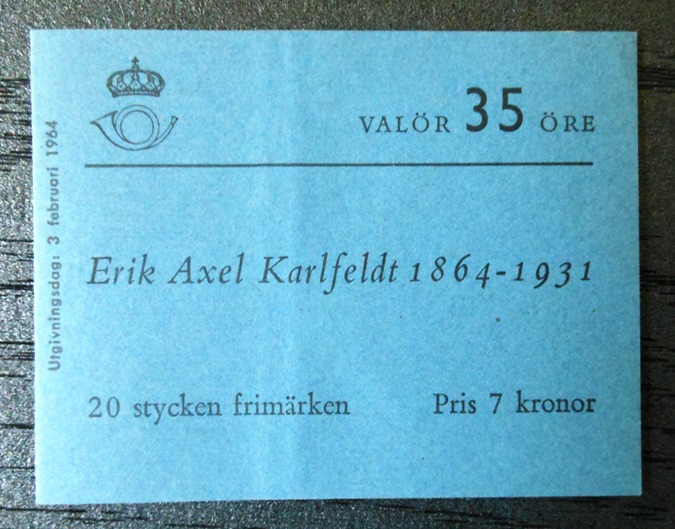 VALÖR 35 ÖRE
Utgivningsdag: 3 februari 1964
Erik Axel Karlfeldt 1864-1931
20 stycken frimärken
Pris 7 kronor